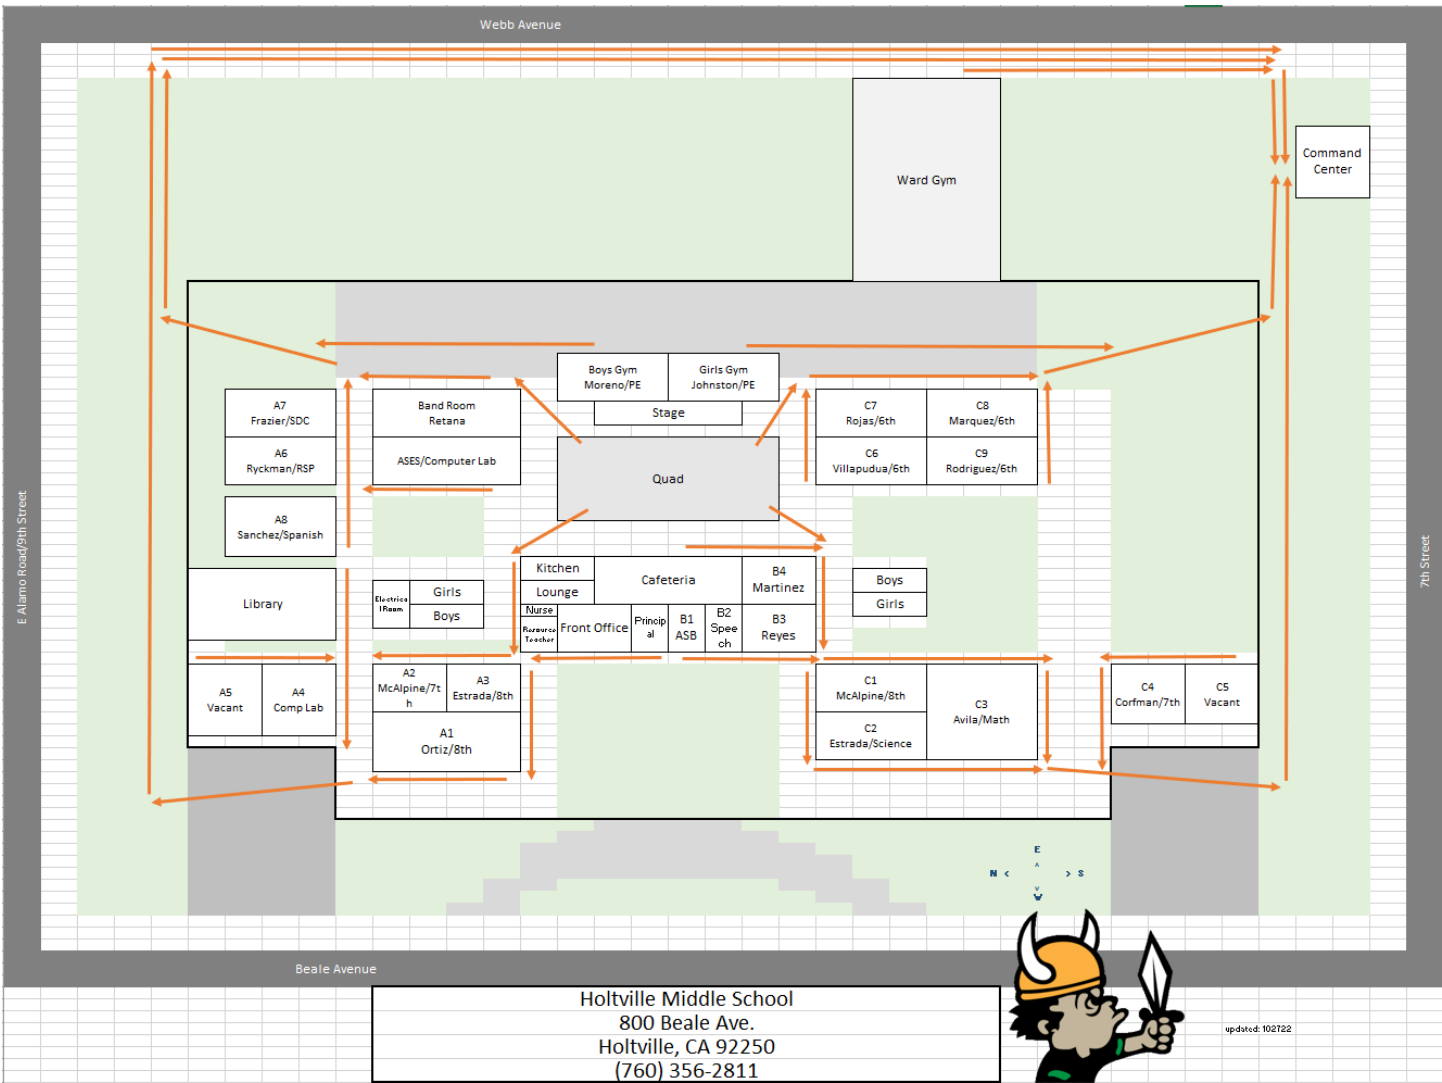 Webb Avenue
Command
Center
Ward Gym
Boys Gym
Moreno/PE
Girls Gym
Johnston/PE
Stage
A7
Frazier/SDC
Band Room
Retana
C7
Rojas/6th
C8
Marquez/6th
A6
Ryckman/RSP
ASES/Computer Lab
Quad
C6
Villapudua/6th
C9
Rodriguez/6th
A8
Sanchez/Spanish
E Alamo Road/9th Street
7th Street
Library
Electrica
l Room
Girls
Boys
Kitchen
Lounge
Cafeteria
B4
Martinez
Nurse
Resource
Teacher
Front Office
Princip
al
B1
ASB
B2
Spee
ch
B3
Reyes
Boys
Girls
A5
Vacant
A4
Comp Lab
A2
McAlpine/7t
h
A3
Estrada/8th
A1
Ortiz/8th
C1
McAlpine/8th
C2
Estrada/Science
C3
Avila/Math
C4
Corfman/7th
C5
Vacant
E
^
N < > S
v
W
Beale Avenue
Holtville Middle School
800 Beale Ave.
Holtville, CA 92250
(760) 356-2811
updated: 102722